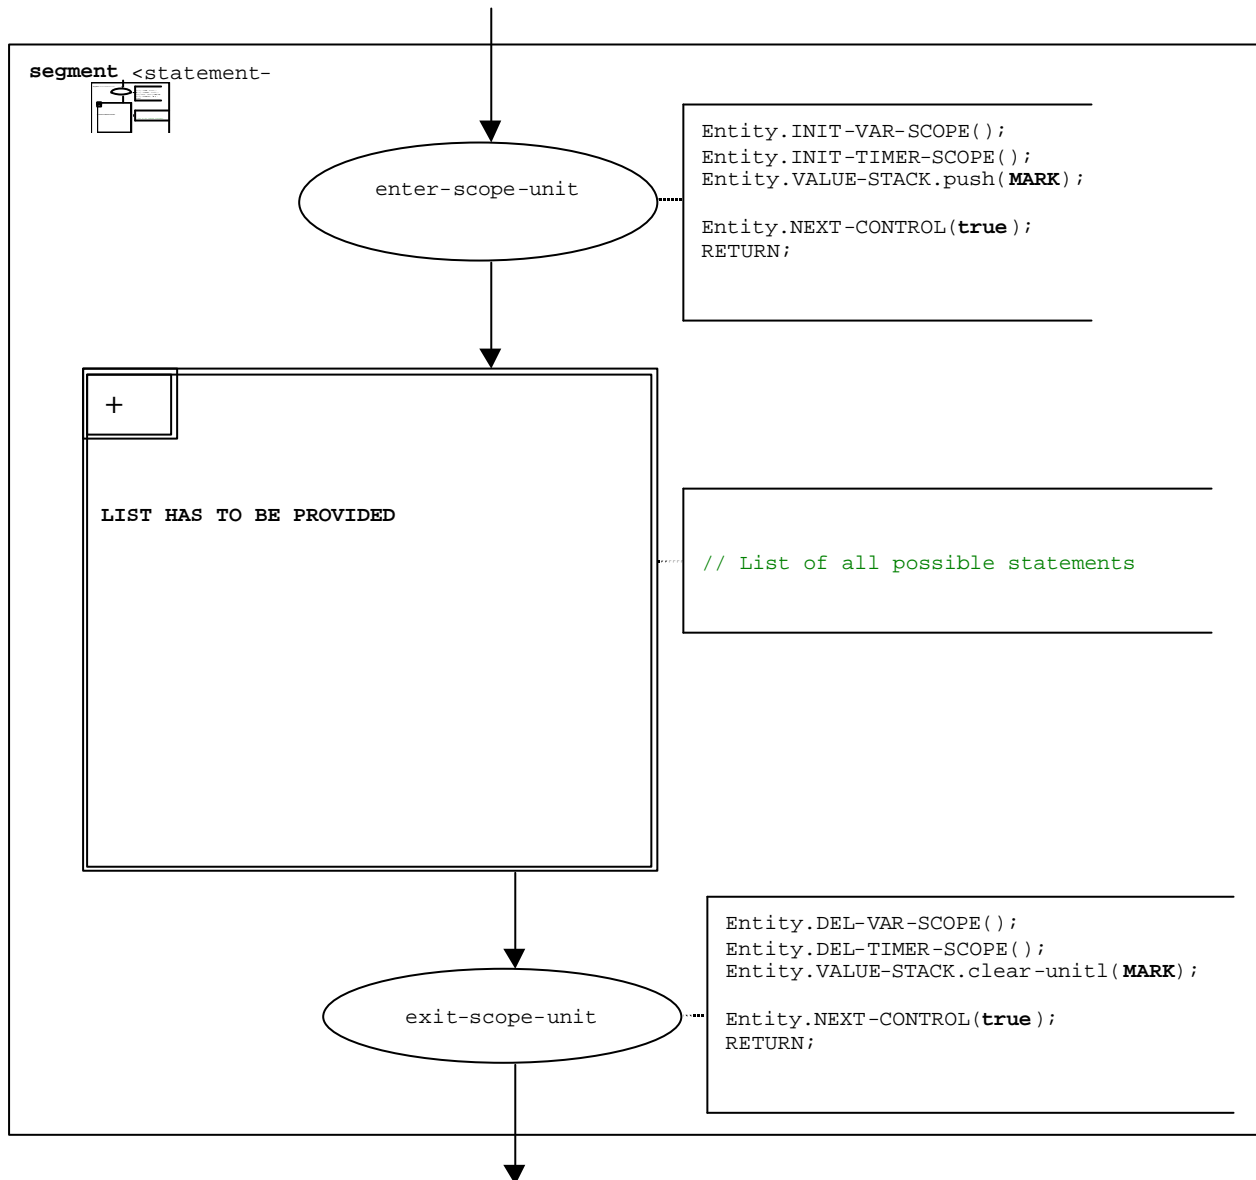 segment <statement-
Entity.INIT-VAR-SCOPE();
Entity.INIT-TIMER-SCOPE();
Entity.VALUE-STACK.push(MARK);
Entity.NEXT-CONTROL(true);
RETURN;
enter-scope-unit
+
LIST HAS TO BE PROVIDED
// List of all possible statements
Entity.DEL-VAR-SCOPE();
Entity.DEL-TIMER-SCOPE();
Entity.VALUE-STACK.clear-unitl(MARK);
Entity.NEXT-CONTROL(true);
RETURN;
exit-scope-unit